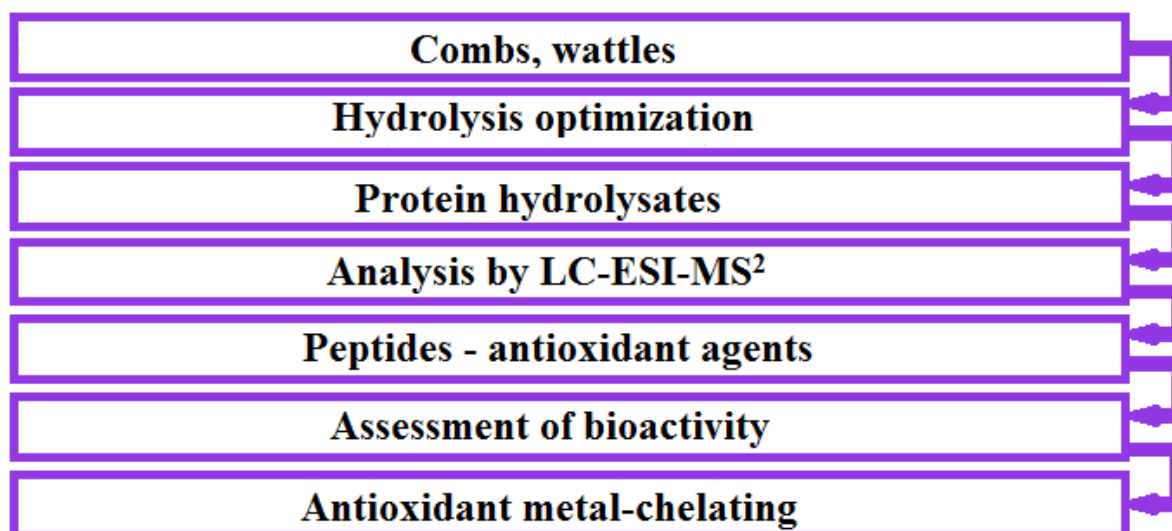 Combs, wattles
Hydrolysis optimization
Protein hydrolysates
Analysis by LC-ESI-MS²
Peptides - antioxidant agents
Assessment of bioactivity
Antioxidant metal-chelating